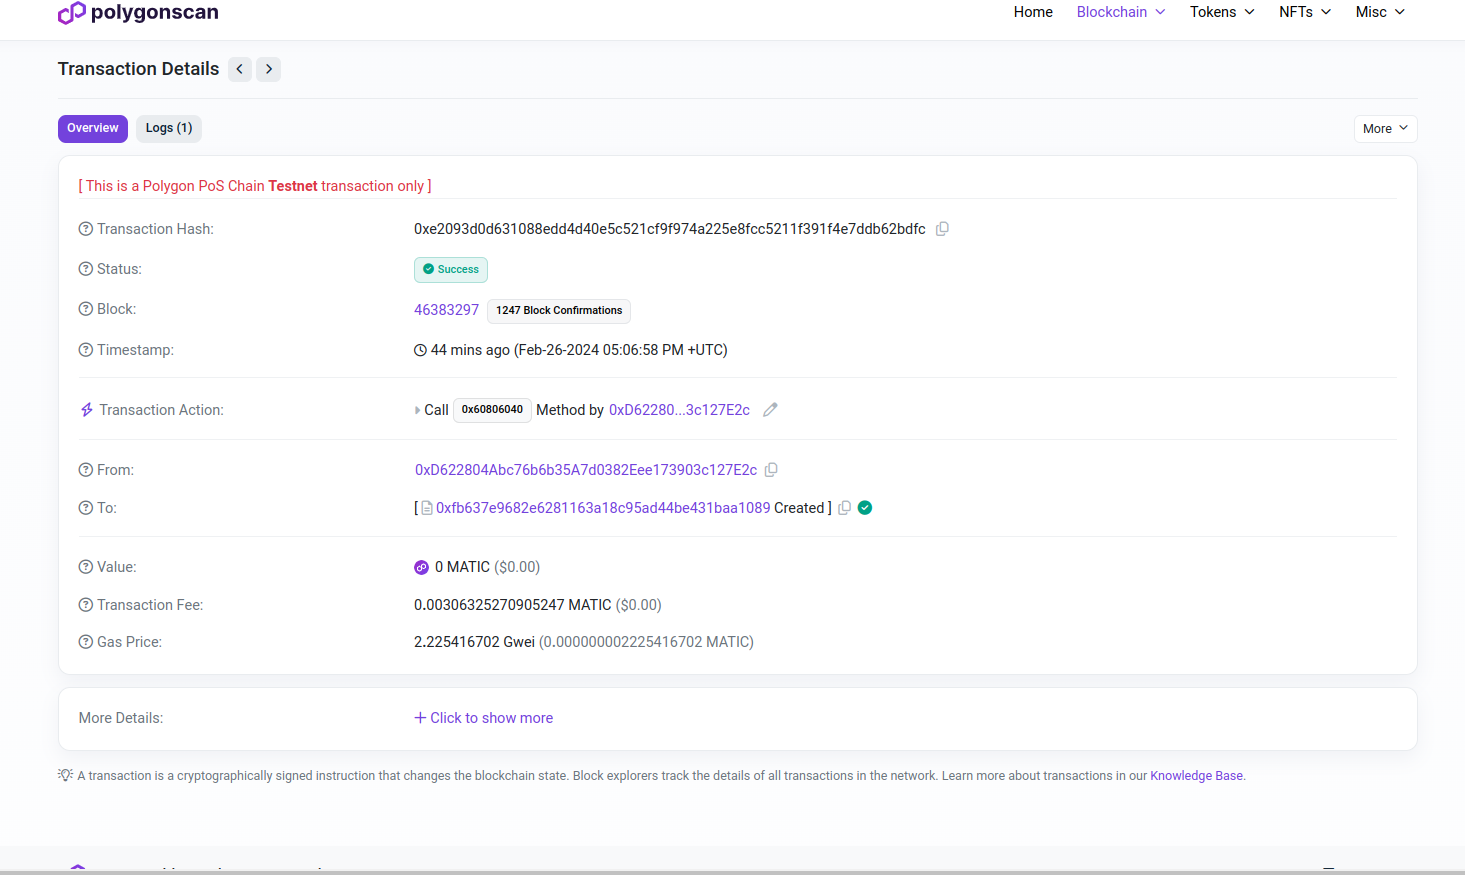 polygonscan
Home Blockchain Tokens NFTs Misc
Transaction Details
Overview Logs (1) More
[ This is a Polygon PoS Chain Testnet transaction only ]
Transaction Hash: 0xe2093d0d631088edd4d40e5c521cf9f974a225e8fcc5211f391f4e7ddb62bdfc
Status: Success
Block: 46383297 1247 Block Confirmations
Timestamp: 44 mins ago (Feb-26-2024 05:06:58 PM +UTC)
Transaction Action: Call 0x60806040 Method by 0xD62280...3c127E2c
From: 0xD622804Abc76b6b35A7d0382Eee173903c127E2c
To: [ 0xfb637e9682e6281163a18c95ad44be431baa1089 Created ]
Value: 0 MATIC ($0.00)
Transaction Fee: 0.00306325270905247 MATIC ($0.00)
Gas Price: 2.225416702 Gwei (0.000000002225416702 MATIC)
More Details: + Click to show more
A transaction is a cryptographically signed instruction that changes the blockchain state. Block explorers track the details of all transactions in the network. Learn more about transactions in our Knowledge Base.